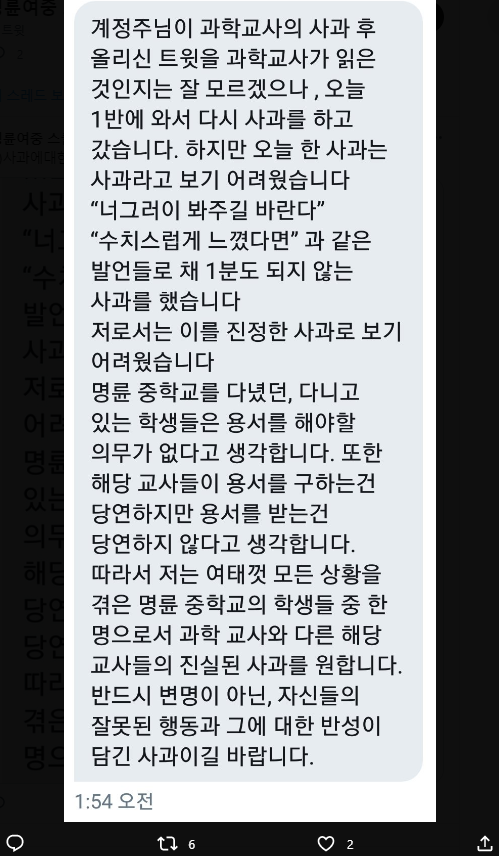 계정주님이 과학교사의 사과 후
올리신 트윗을 과학교사가 읽은
것인지는 잘 모르겠으나 , 오늘
1반에 와서 다시 사과를 하고
갔습니다. 하지만 오늘 한 사과는
사과라고 보기 어려웠습니다
“너그러이 봐주길 바란다”
“수치스럽게 느꼈다면” 과 같은
발언들로 채 1분도 되지 않는
사과를 했습니다
저로서는 이를 진정한 사과로 보기
어려웠습니다
명륜 중학교를 다녔던, 다니고
있는 학생들은 용서를 해야할
의무가 없다고 생각합니다. 또한
해당 교사들이 용서를 구하는건
당연하지만 용서를 받는건
당연하지 않다고 생각합니다.
따라서 저는 여태껏 모든 상황을
겪은 명륜 중학교의 학생들 중 한
명으로서 과학 교사와 다른 해당
교사들의 진실된 사과를 원합니다.
반드시 변명이 아닌, 자신들의
잘못된 행동과 그에 대한 반성이
담긴 사과이길 바랍니다.
1:54 오전
6
2